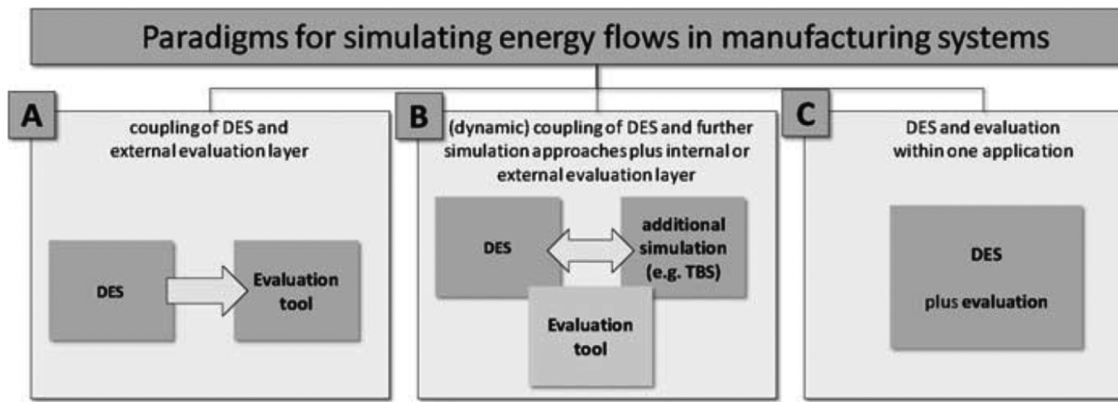 Paradigms for simulating energy flows in manufacturing systems
A
coupling of DES and
external evaluation layer
DES
Evaluation
tool
B
(dynamic) coupling of DES and further
simulation approaches plus internal or
external evaluation layer
DES
additional
simulation
(e.g. TBS)
Evaluation
tool
C
DES and evaluation
within one application
DES
plus evaluation